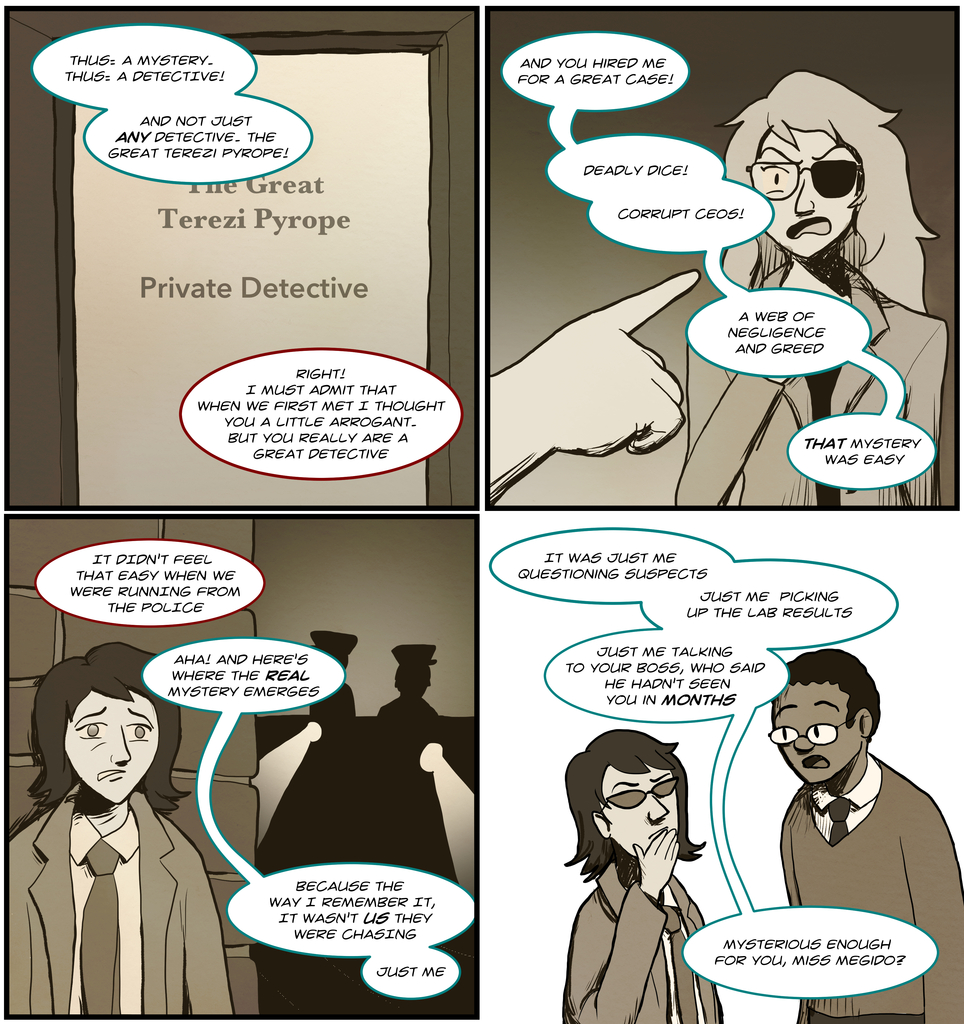 THUS: A MYSTERY.
THUS: A DETECTIVE!
AND NOT JUST
ANY DETECTIVE. THE
GREAT TEREZI PYROPE!
The Great
Terezi Pyrope
Private Detective
RIGHT!
I MUST ADMIT THAT
WHEN WE FIRST MET I THOUGHT
YOU A LITTLE ARROGANT.
BUT YOU REALLY ARE A
GREAT DETECTIVE
AND YOU HIRED ME
FOR A GREAT CASE!
DEADLY DICE!
CORRUPT CEOS!
A WEB OF
NEGLIGENCE
AND GREED
THAT MYSTERY
WAS EASY
IT DIDN'T FEEL
THAT EASY WHEN WE
WERE RUNNING FROM
THE POLICE
AHA! AND HERE'S
WHERE THE REAL
MYSTERY EMERGES
BECAUSE THE
WAY I REMEMBER IT,
IT WASN'T US THEY
WERE CHASING
JUST ME
IT WAS JUST ME
QUESTIONING SUSPECTS
JUST ME PICKING
UP THE LAB RESULTS
JUST ME TALKING
TO YOUR BOSS, WHO SAID
HE HADN'T SEEN
YOU IN MONTHS
MYSTERIOUS ENOUGH
FOR YOU, MISS MEGIDO?